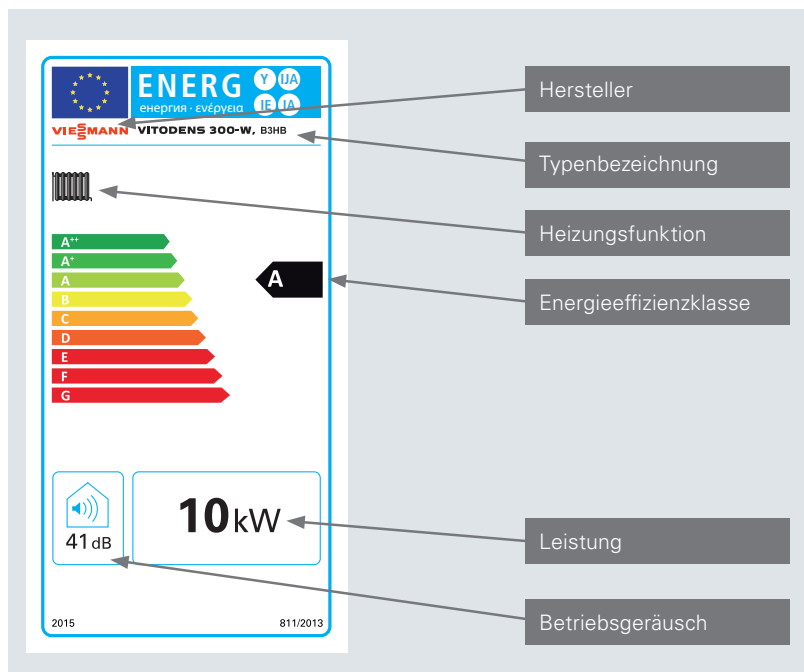 ENERG Y IJA
енергия · ενέργεια IE IA
VIESSMANN VITODENS 300-W, B3HB
A++
A+
A
B
C
D
E
F
G
A
41 dB
10 kW
2015 811/2013
Hersteller
Typenbezeichnung
Heizungsfunktion
Energieeffizienzklasse
Leistung
Betriebsgeräusch